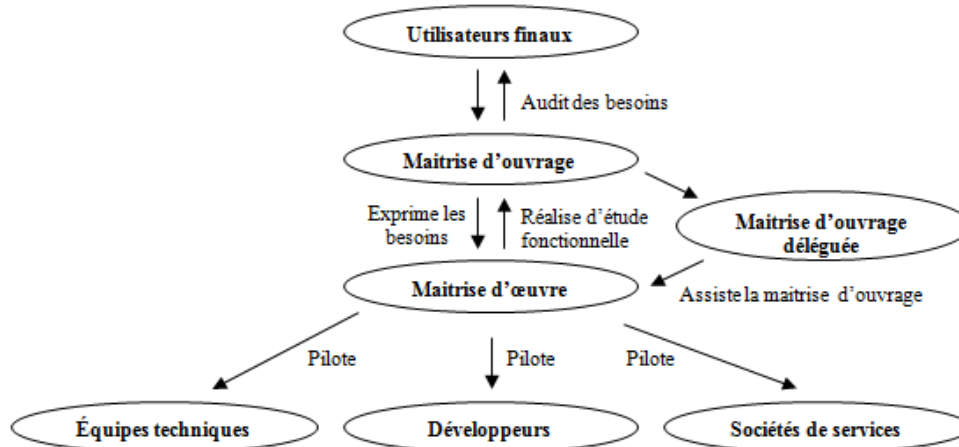 Utilisateurs finaux
Audit des besoins
Maitrise d'ouvrage
Exprime les
besoins
Réalise d'étude
fonctionnelle
Maitrise d'ouvrage
déléguée
Maitrise d'œuvre
Assiste la maitrise d'ouvrage
Pilote
Pilote
Pilote
Équipes techniques
Développeurs
Sociétés de services